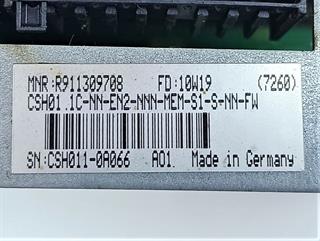 MNR:R911309708 FD:10W19 (7260)
CSH01.1C-NN-EN2-NNN-MEM-S1-S-NN-FW
SN:CSH011-0A066 A01 Made in Germany